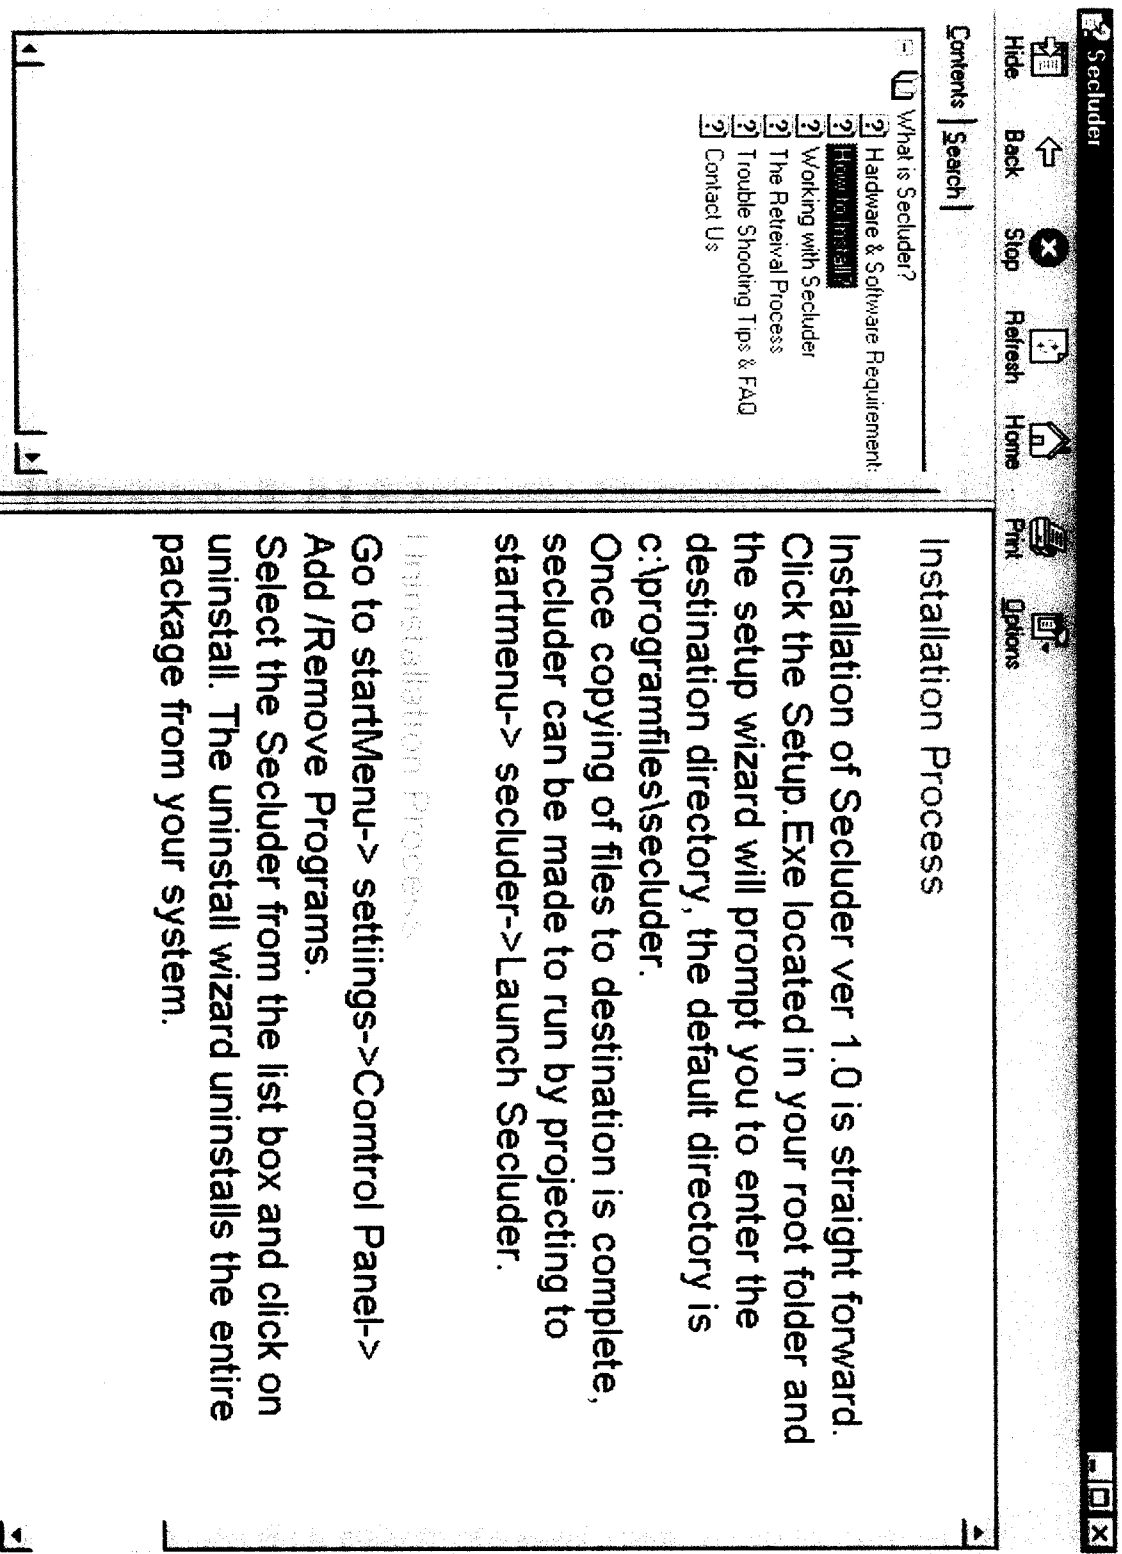 Secluder
Hide Back Stop Refresh Home Print Options
Contents Search
What is Secluder?
Hardware & Software Requirement:
How to Install?
Working with Secluder
The Retreival Process
Trouble Shooting Tips & FAQ
Contact Us
Installation Process
Installation of Secluder ver 1.0 is straight forward.
Click the Setup.Exe located in your root folder and
the setup wizard will prompt you to enter the
destination directory, the default directory is
c:\programfiles\secluder.
Once copying of files to destination is complete,
secluder can be made to run by projecting to
startmenu-> secluder->Launch Secluder.
Uninstallation Process
Go to startMenu-> settiings->Comtrol Panel->
Add /Remove Programs.
Select the Secluder from the list box and click on
uninstall. The uninstall wizard uninstalls the entire
package from your system.